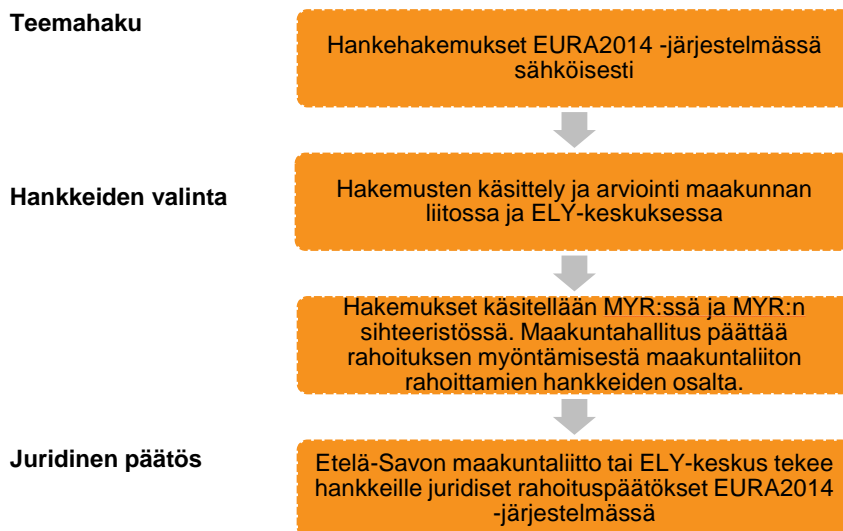 Teemahaku
Hankehakemukset EURA2014 -järjestelmässä
sähköisesti
Hankkeiden valinta
Hakemusten käsittely ja arviointi maakunnan
liitossa ja ELY-keskuksessa
Hakemukset käsitellään MYR:ssä ja MYR:n
sihteeristössä. Maakuntahallitus päättää
rahoituksen myöntämisestä maakuntaliiton
rahoittamien hankkeiden osalta.
Juridinen päätös
Etelä-Savon maakuntaliitto tai ELY-keskus tekee
hankkeille juridiset rahoituspäätökset EURA2014
-järjestelmässä